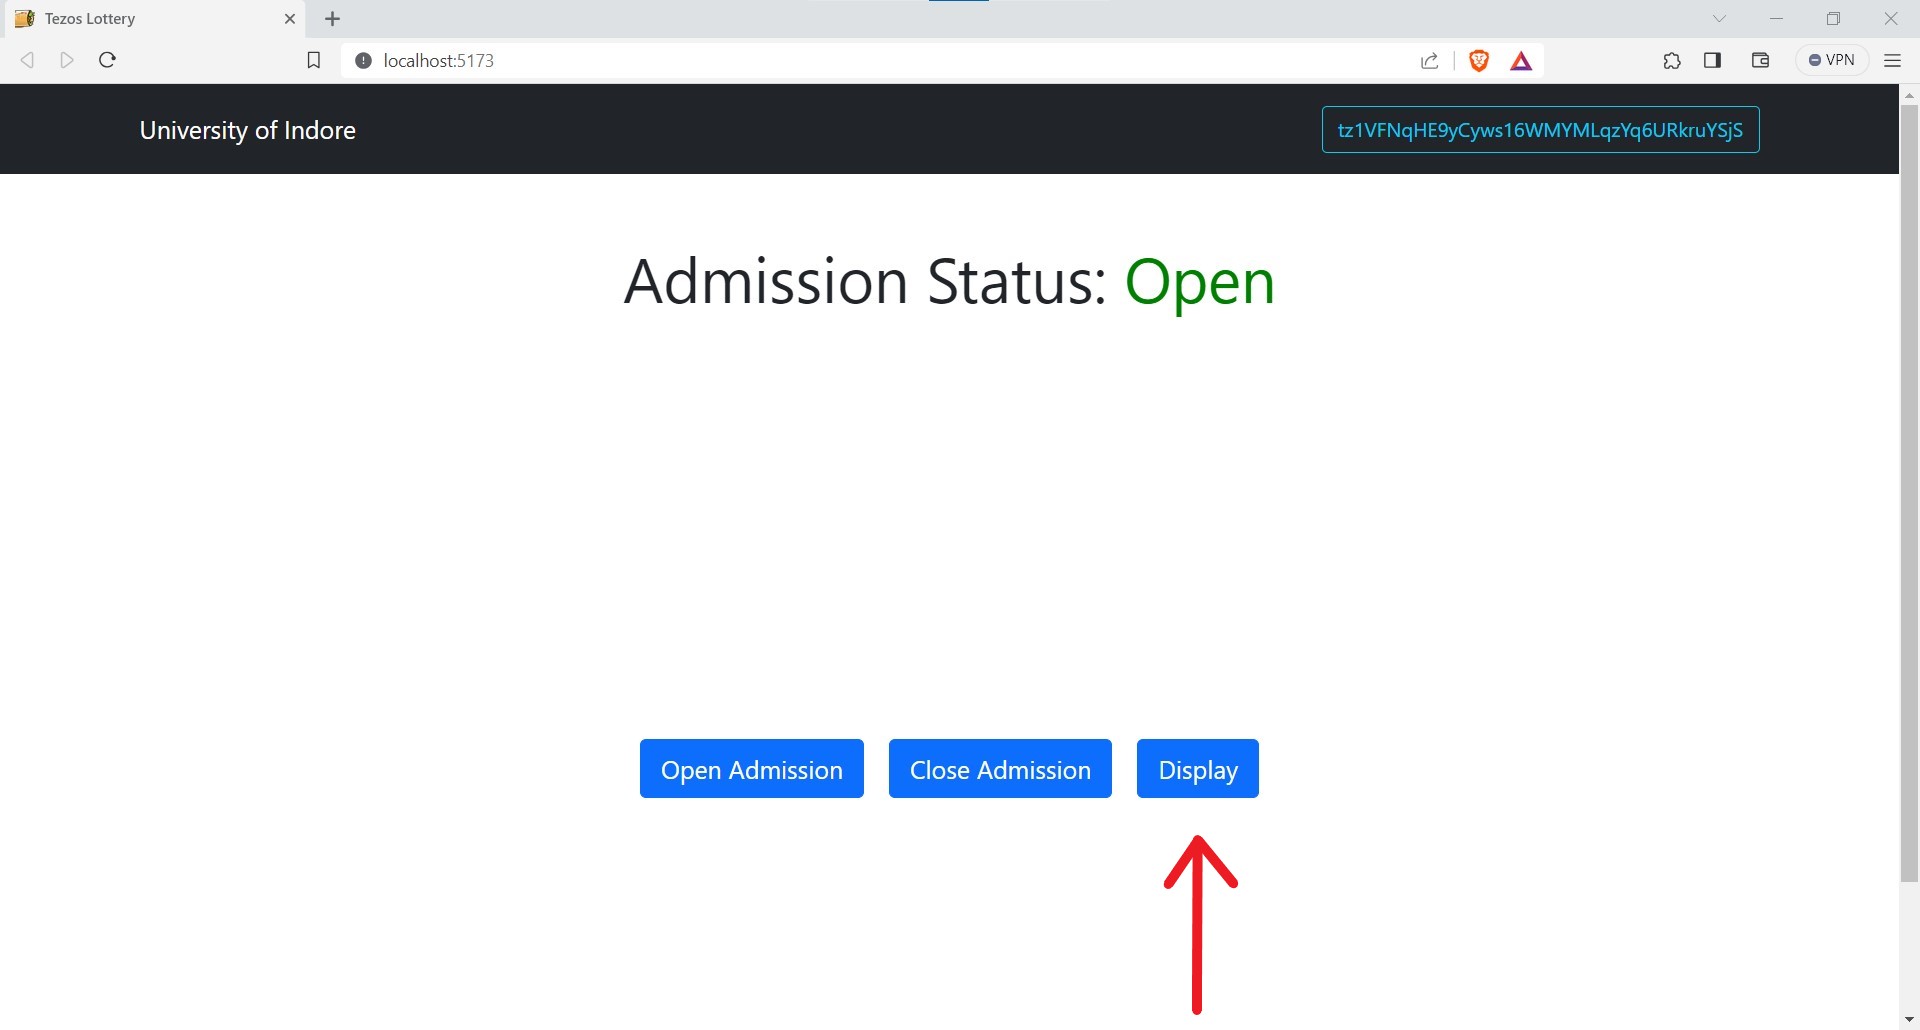 Tezos Lottery
localhost:5173
VPN
University of Indore
tz1VFNqHE9yCyws16WMYMLqzYq6URkruYSjS
Admission Status: Open
Open Admission
Close Admission
Display